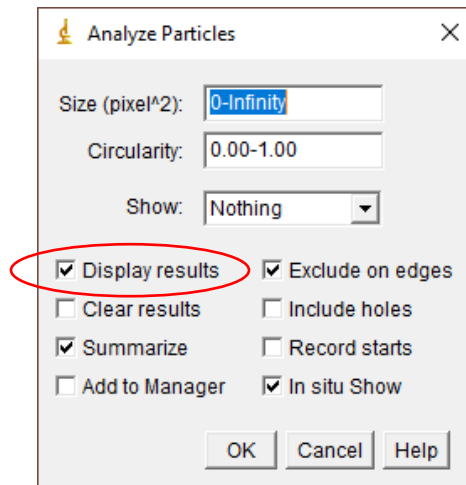 Analyze Particles
Size (pixel^2): 0-Infinity
Circularity: 0.00-1.00
Show: Nothing
Display results Exclude on edges
Clear results Include holes
Summarize Record starts
Add to Manager In situ Show
OK Cancel Help